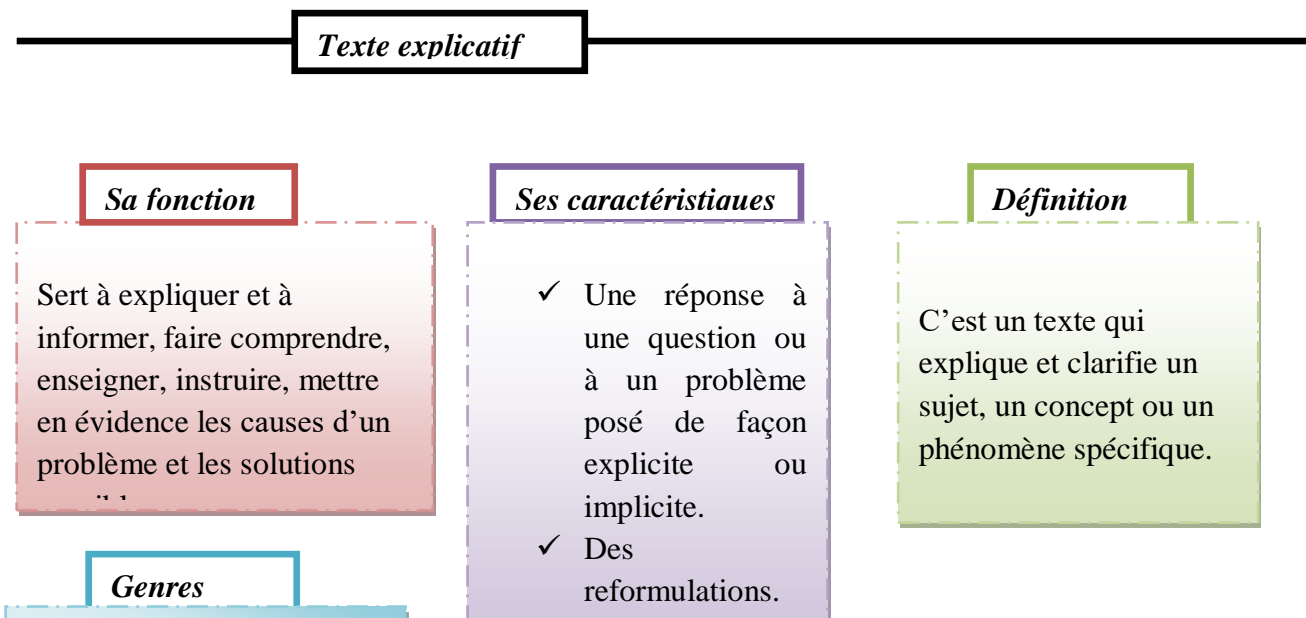 Texte explicatif
Sa fonction
Sert à expliquer et à
informer, faire comprendre,
enseigner, instruire, mettre
en évidence les causes d’un
problème et les solutions
Ses caractéristiques
✓ Une réponse à
une question ou
à un problème
posé de façon
explicite ou
implicite.
✓ Des
reformulations.
Définition
C’est un texte qui
explique et clarifie un
sujet, un concept ou un
phénomène spécifique.
Genres